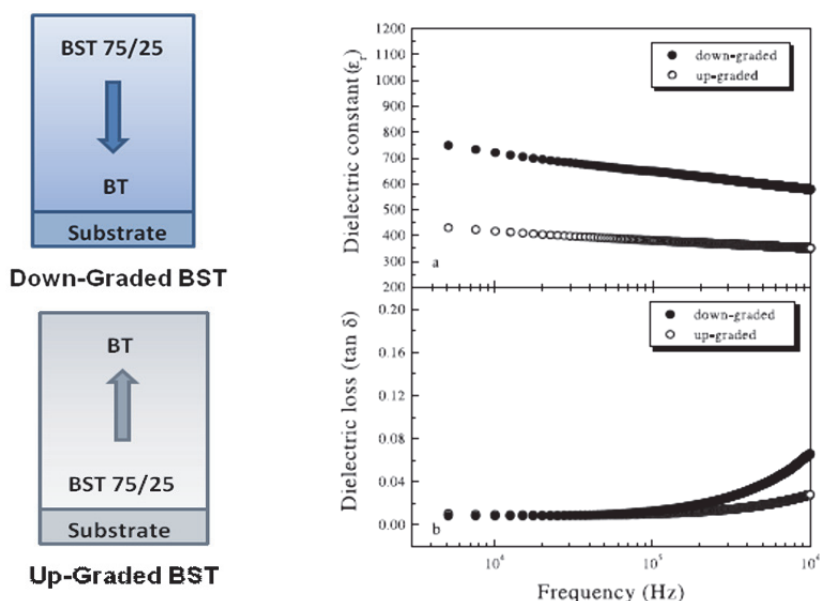 BST 75/25
BT
Substrate
Down-Graded BST
BT
BST 75/25
Substrate
Up-Graded BST
Dielectric constant (εr)
1200
1100
1000
900
800
700
600
500
400
300
200
down-graded
up-graded
a
Dielectric loss (tan δ)
0.20
0.16
0.12
0.08
0.04
0.00
down-graded
up-graded
b
10⁴
10⁵
10⁶
Frequency (Hz)